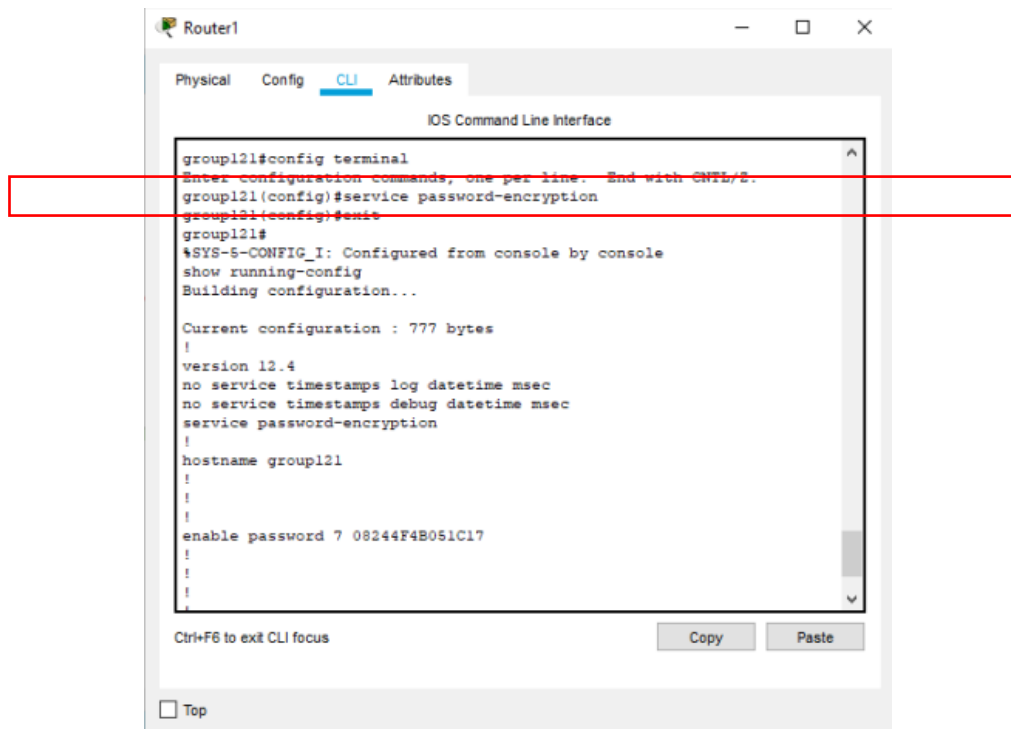 Router1
Physical Config CLI Attributes
IOS Command Line Interface
group121#config terminal
Enter configuration commands, one per line. End with CNTL/Z.
group121(config)#service password-encryption
group121(config)#exit
group121#
%SYS-5-CONFIG_I: Configured from console by console
show running-config
Building configuration...
Current configuration : 777 bytes
!
version 12.4
no service timestamps log datetime msec
no service timestamps debug datetime msec
service password-encryption
!
hostname group121
!
!
!
enable password 7 08244F4B051C17
!
!
!
!
Ctrl+F6 to exit CLI focus
Copy Paste
Top